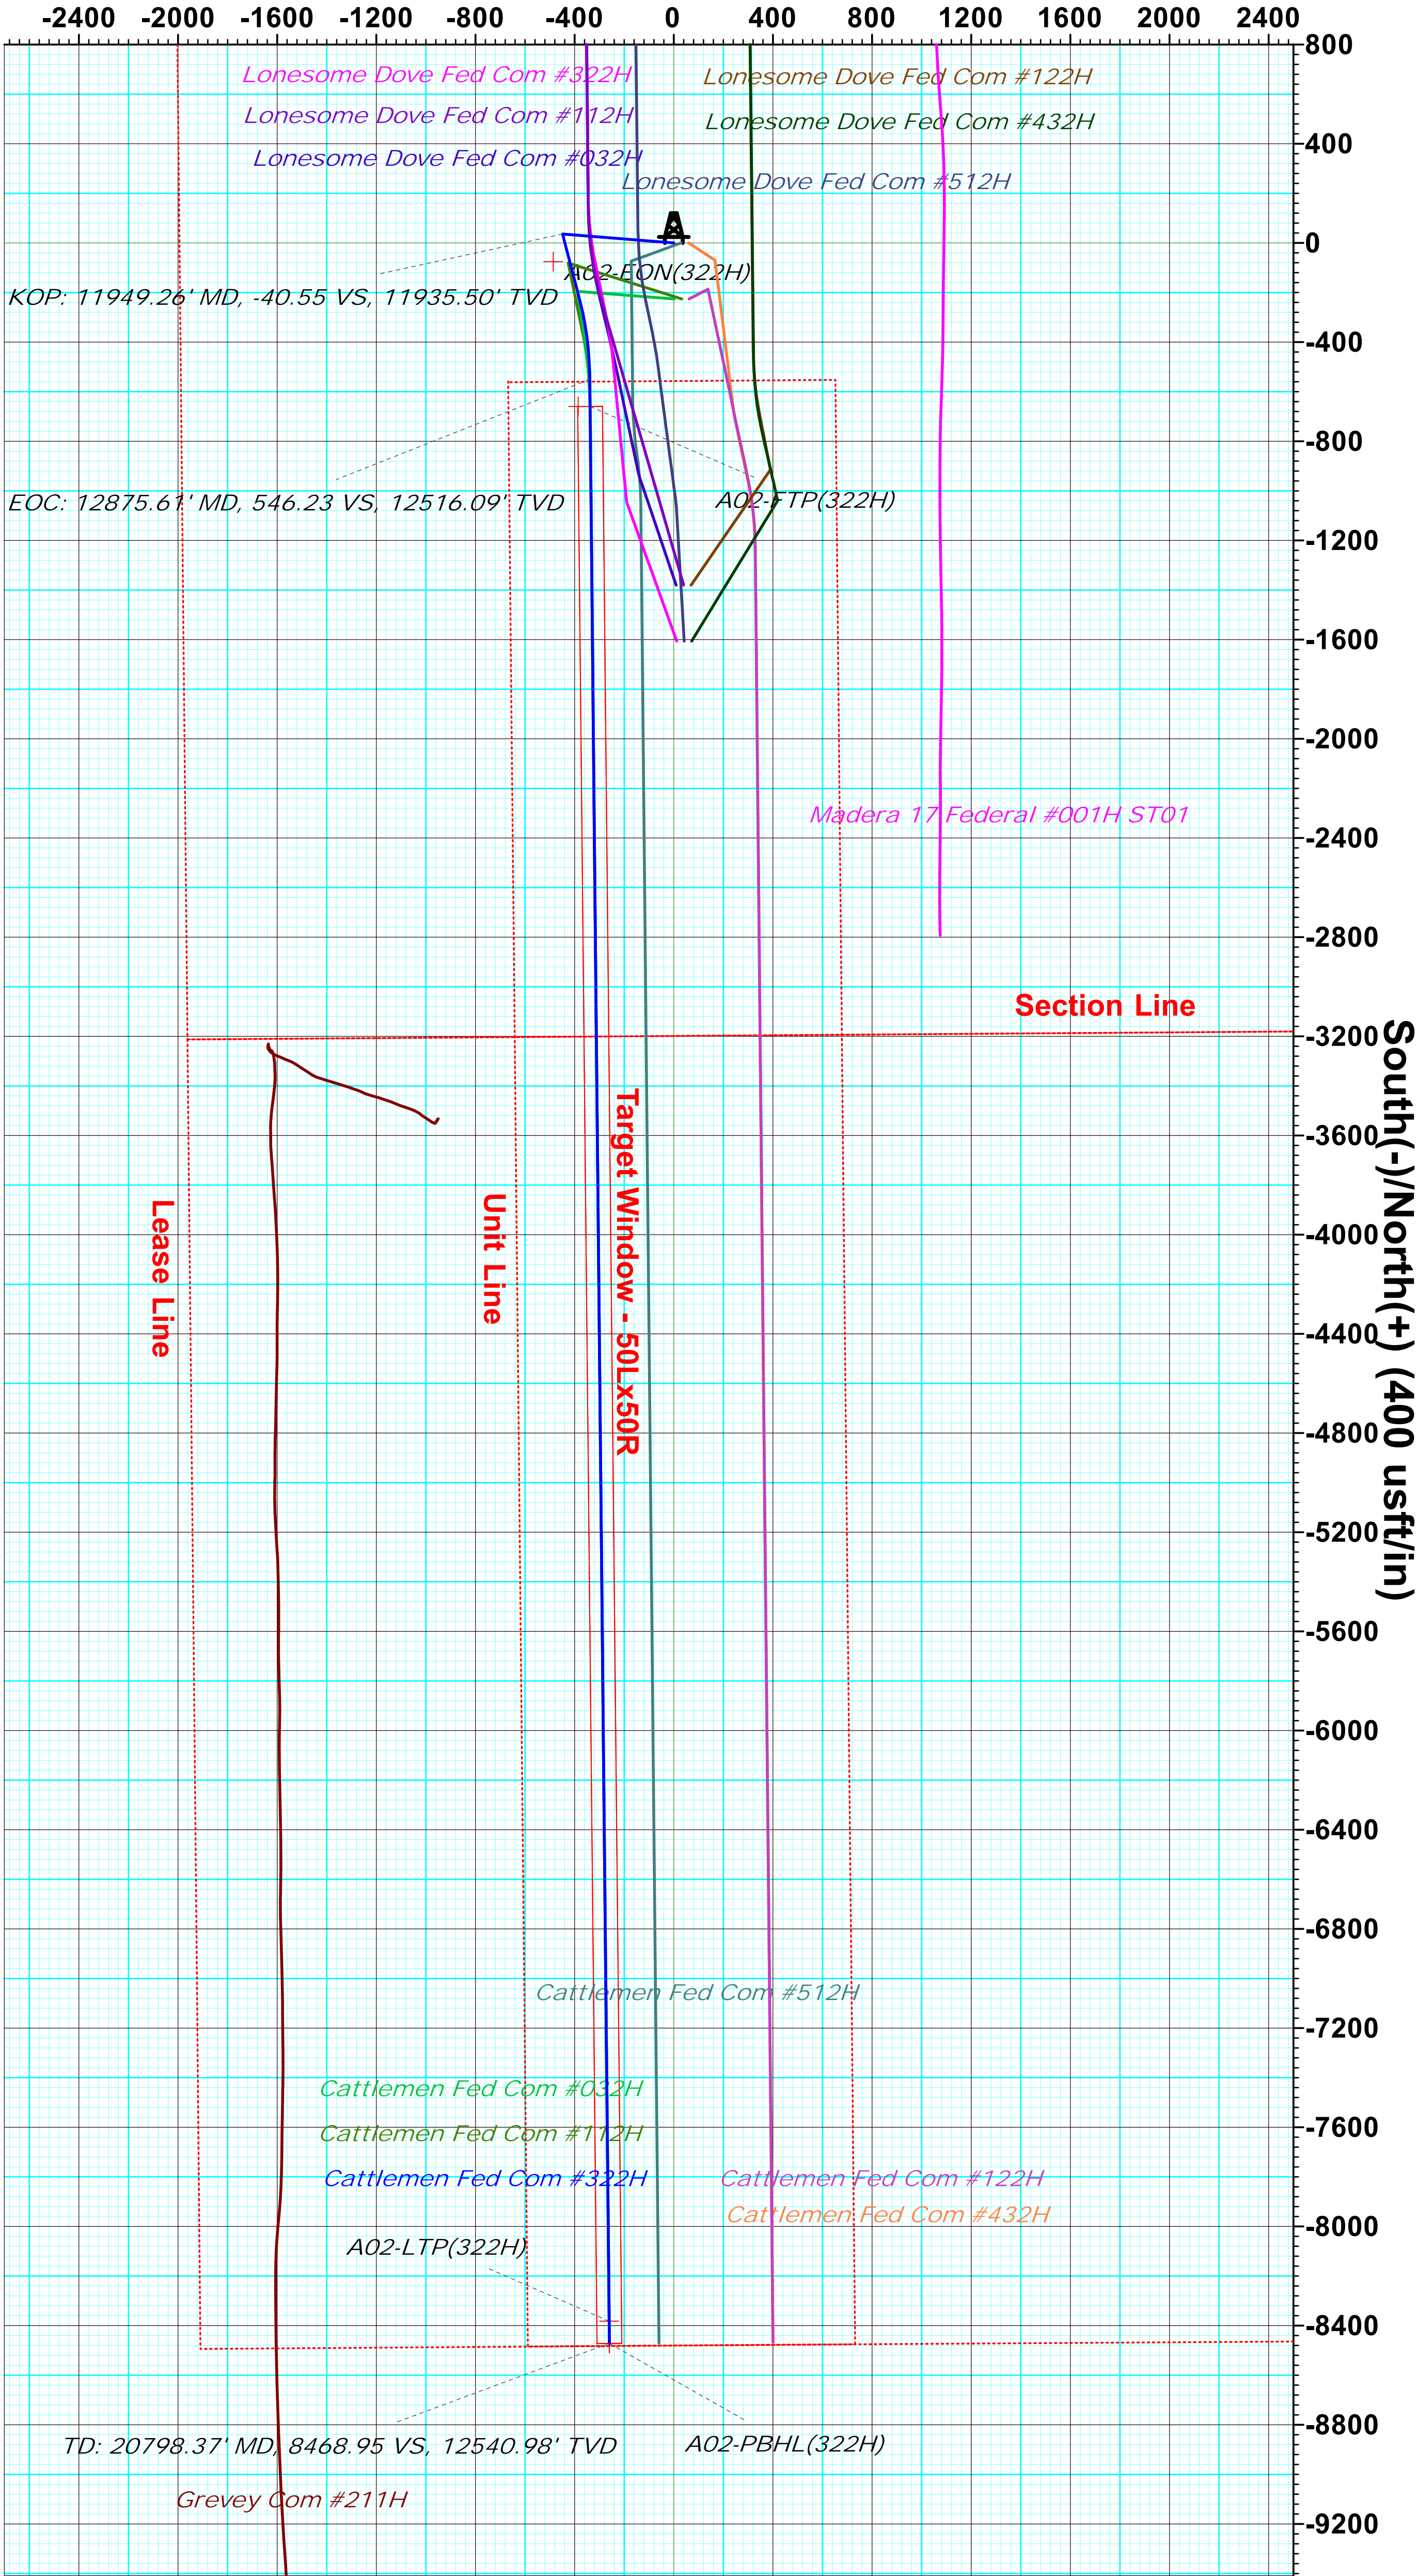 -2400 -2000 -1600 -1200 -800 -400 0 400 800 1200 1600 2000 2400
800
Lonesome Dove Fed Com #322H
Lonesome Dove Fed Com #122H
Lonesome Dove Fed Com #112H
Lonesome Dove Fed Com #432H
400
Lonesome Dove Fed Com #032H
Lonesome Dove Fed Com #512H
0
A02-EON(322H)
KOP: 11949.26' MD, -40.55 VS, 11935.50' TVD
-400
-800
EOC: 12875.61' MD, 546.23 VS, 12516.09' TVD
A02-FTP(322H)
-1200
-1600
-2000
Madera 17 Federal #001H ST01
-2400
-2800
Section Line
-3200
South(-)/North(+) (400 usft/in)
Target Window - 50Lx50R
-3600
Unit Line
Lease Line
-4000
-4400
-4800
-5200
-5600
-6000
-6400
-6800
Cattlemen Fed Com #512H
-7200
Cattlemen Fed Com #032H
-7600
Cattlemen Fed Com #112H
Cattlemen Fed Com #322H
Cattlemen Fed Com #122H
Cattlemen Fed Com #432H
-8000
A02-LTP(322H)
-8400
-8800
TD: 20798.37' MD, 8468.95 VS, 12540.98' TVD
A02-PBHL(322H)
Grevey Com #211H
-9200